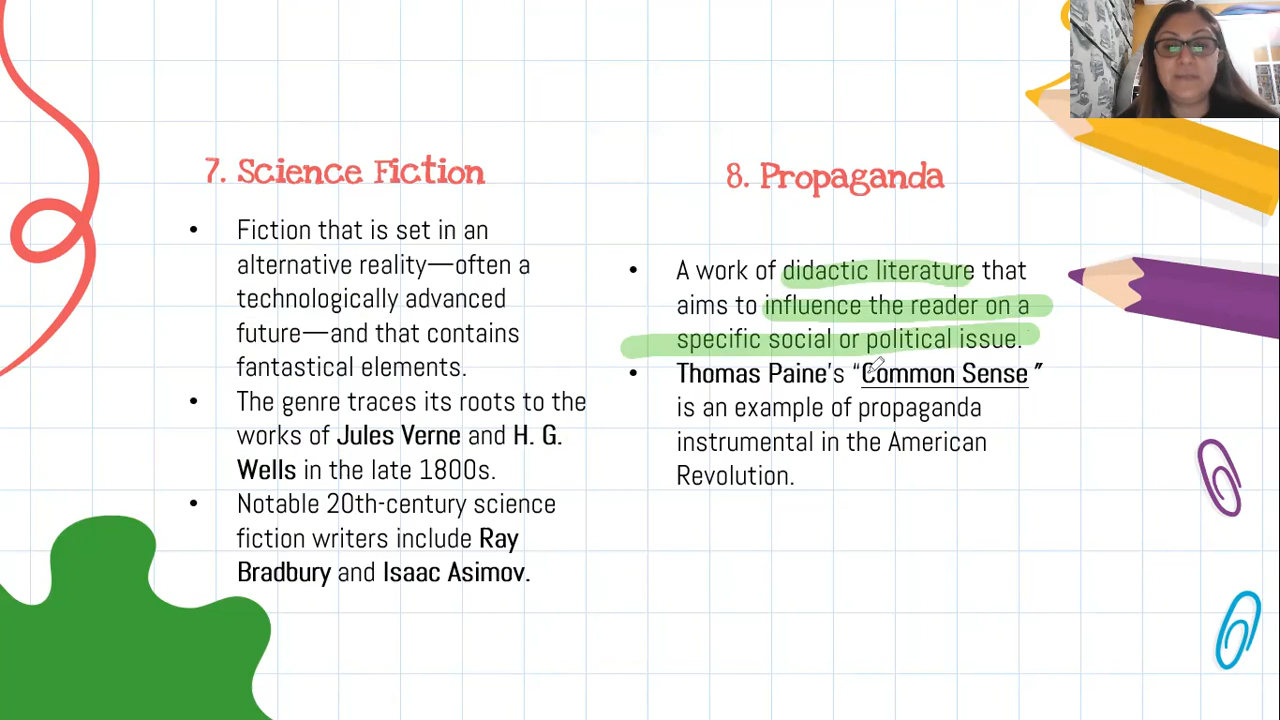 7. Science Fiction
• Fiction that is set in an
alternative reality—often a
technologically advanced
future—and that contains
fantastical elements.
• The genre traces its roots to the
works of Jules Verne and H. G.
Wells in the late 1800s.
• Notable 20th-century science
fiction writers include Ray
Bradbury and Isaac Asimov.
8. Propaganda
• A work of didactic literature that
aims to influence the reader on a
specific social or political issue.
• Thomas Paine's “Common Sense”
is an example of propaganda
instrumental in the American
Revolution.